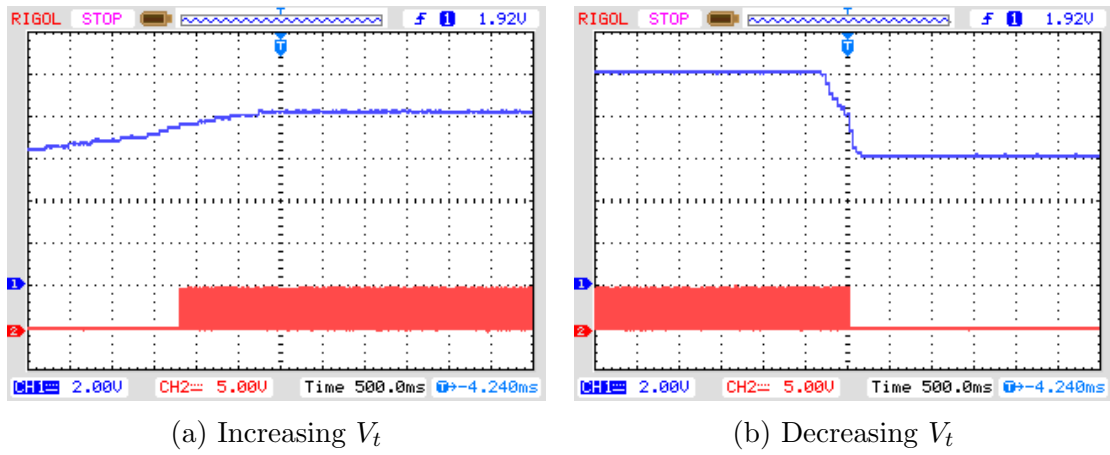 RIGOL STOP T f 1 1.92V
T
1
2
CH1 2.00V CH2 5.00V Time 500.0ms T→-4.240ms
(a) Increasing V_t
RIGOL STOP T f 1 1.92V
T
1
2
CH1 2.00V CH2 5.00V Time 500.0ms T→-4.240ms
(b) Decreasing V_t